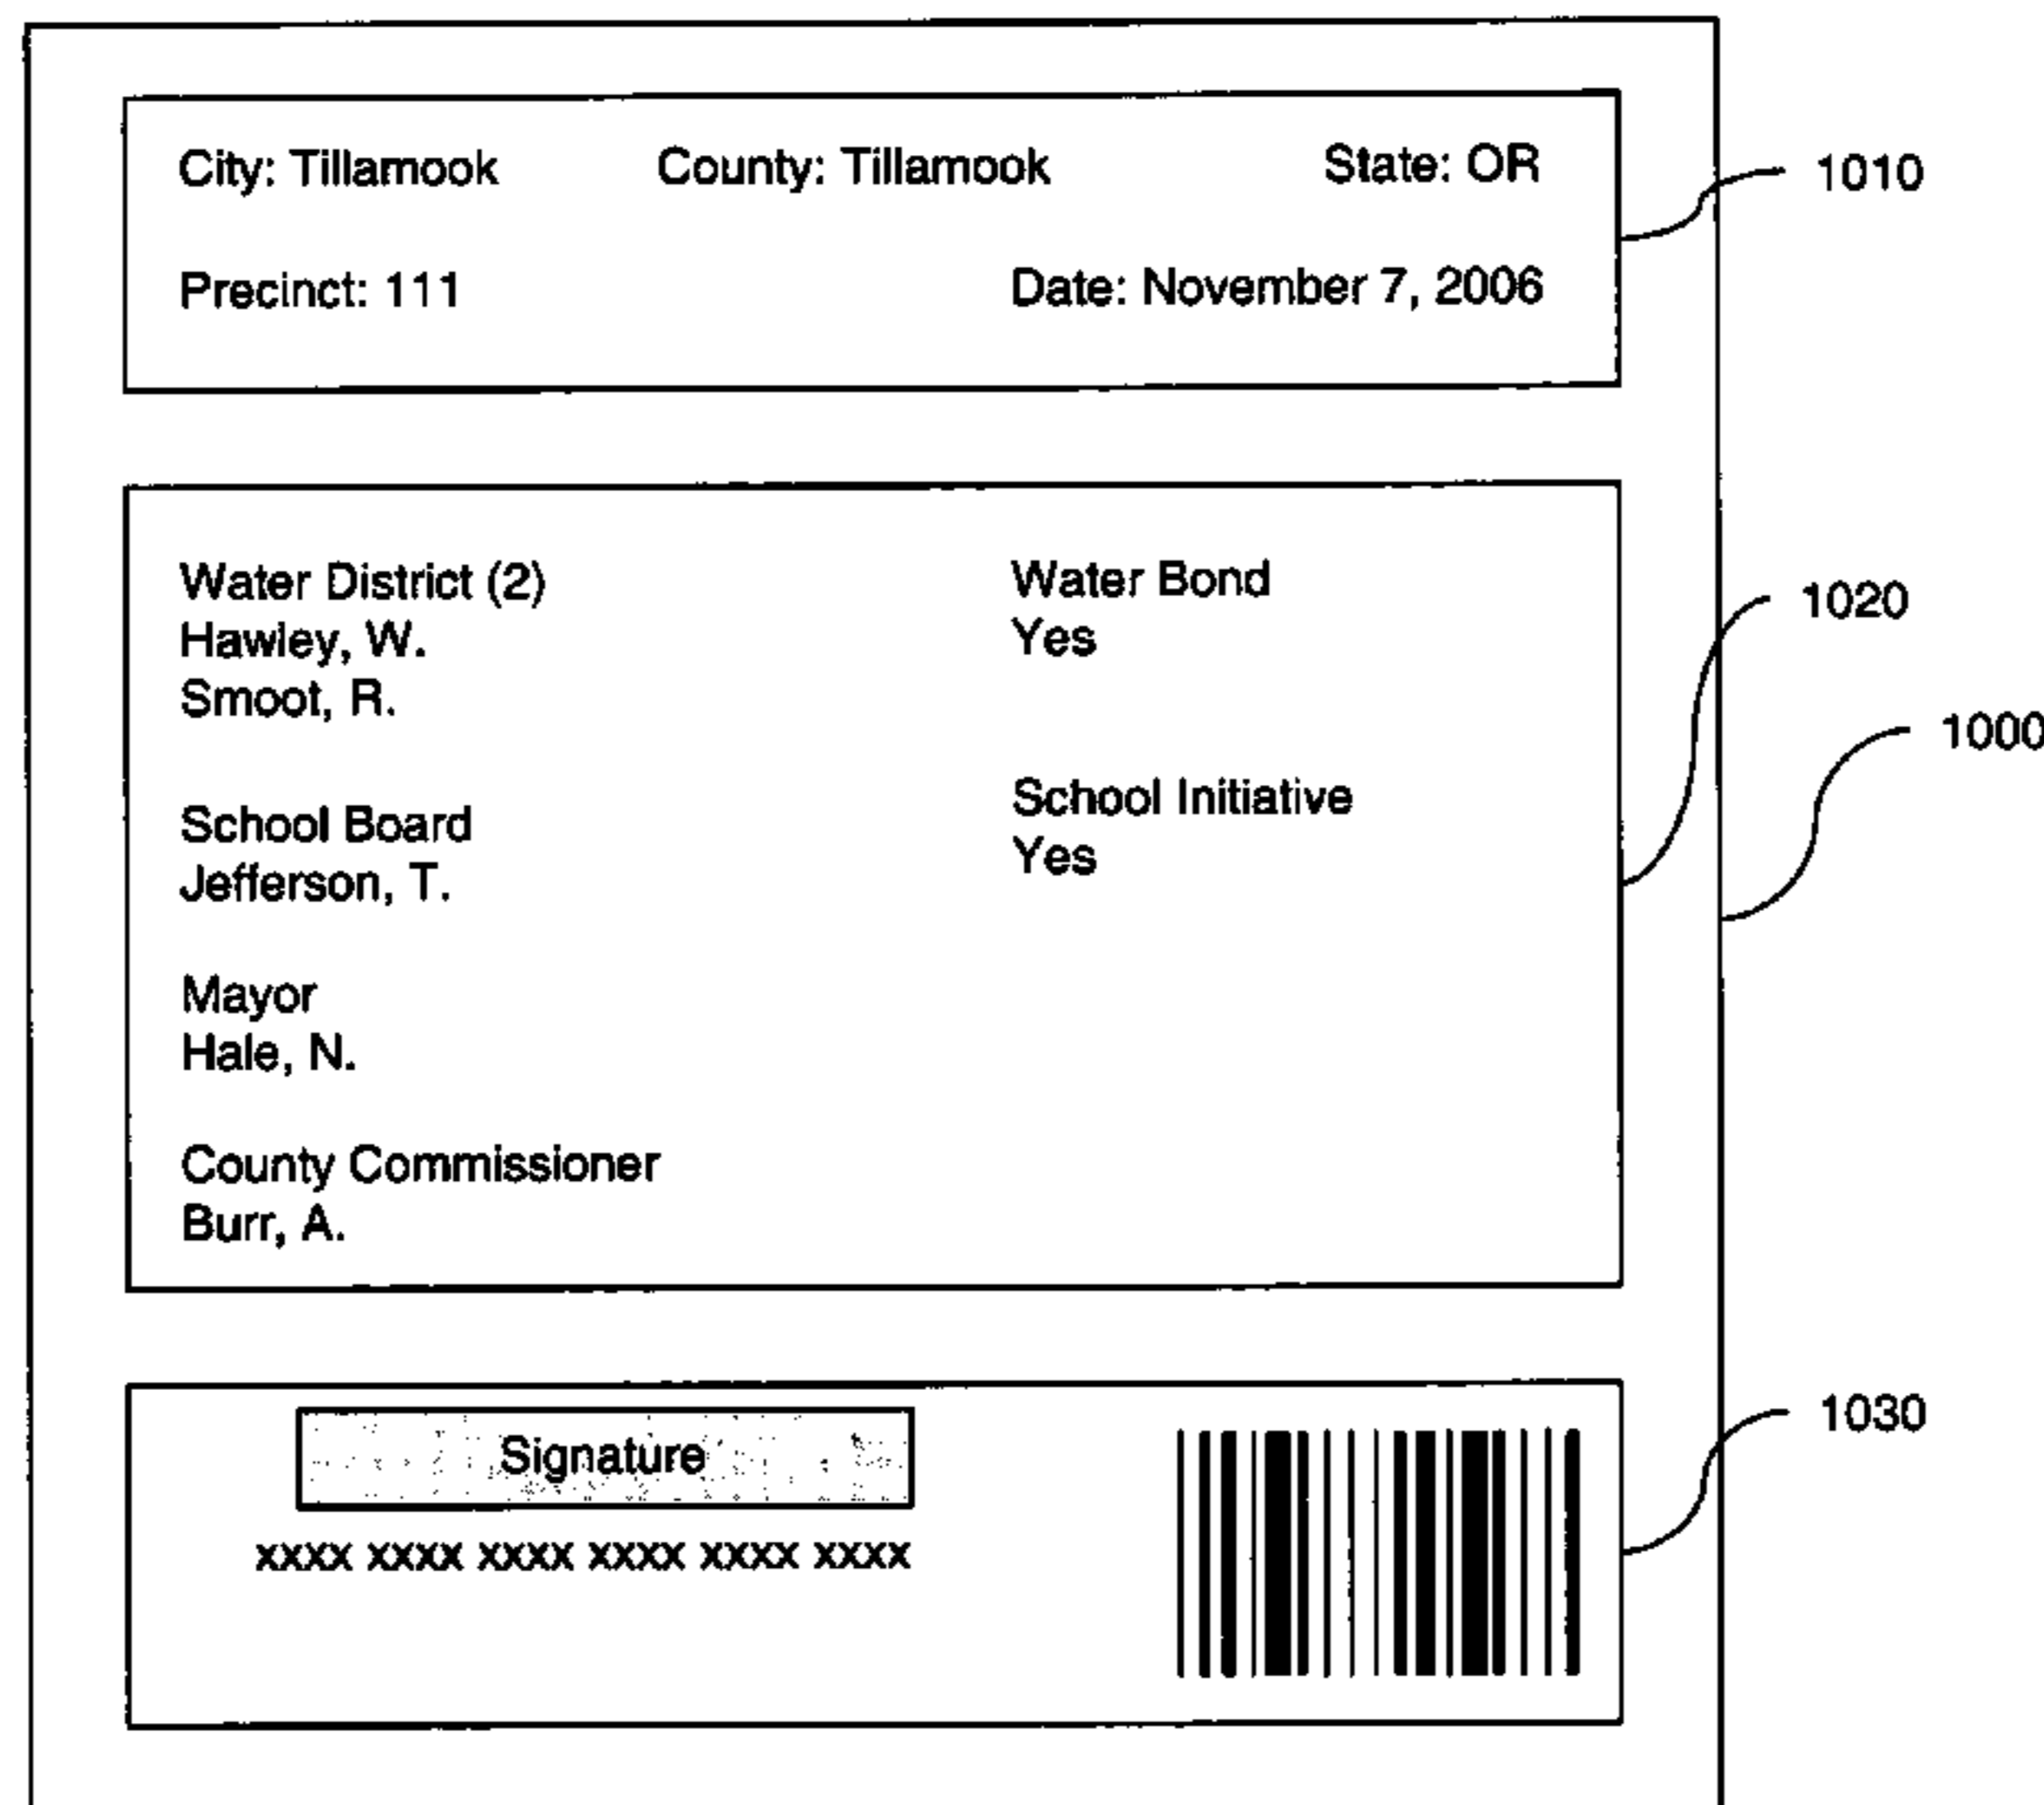 City: Tillamook County: Tillamook State: OR
1010
Precinct: 111 Date: November 7, 2006
Water District (2)
Hawley, W.
Smoot, R.
School Board
Jefferson, T.
Mayor
Hale, N.
County Commissioner
Burr, A.
Water Bond
Yes
School Initiative
Yes
1020
1000
Signature
xxxx xxxx xxxx xxxx xxxx xxxx
1030